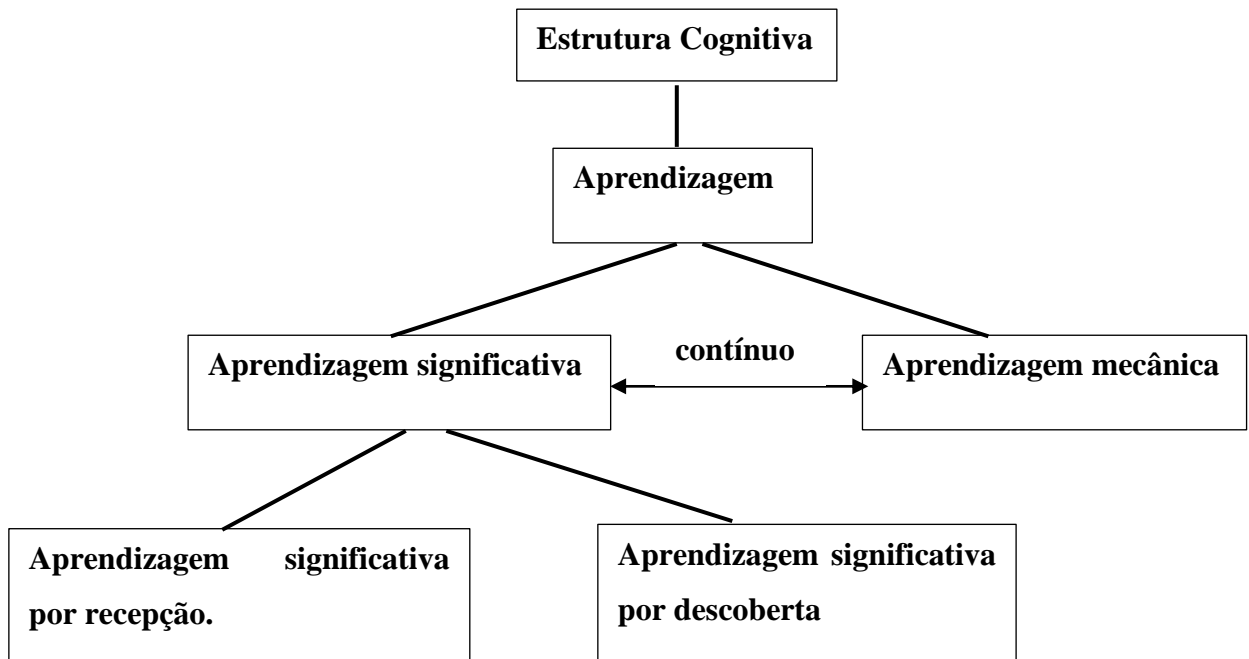 Estrutura Cognitiva
Aprendizagem
contínuo
Aprendizagem significativa
Aprendizagem mecânica
Aprendizagem significativa
por recepção.
Aprendizagem significativa
por descoberta